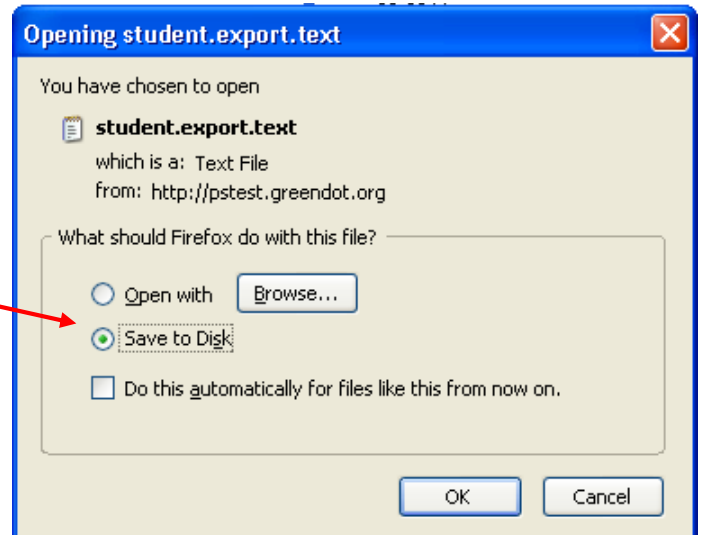 Opening student.export.text
You have chosen to open
student.export.text
which is a: Text File
from: http://pstest.greendot.org
What should Firefox do with this file?
Open with Browse...
Save to Disk
Do this automatically for files like this from now on.
OK Cancel